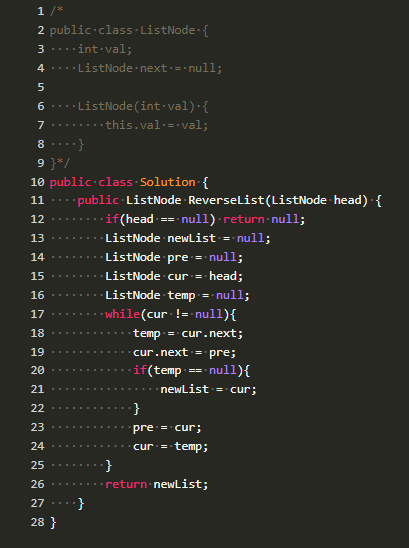 1 /*
2 public class ListNode {
3     int val;
4     ListNode next = null;
5
6     ListNode(int val) {
7         this.val = val;
8     }
9 }*/
10 public class Solution {
11     public ListNode ReverseList(ListNode head) {
12         if(head == null) return null;
13         ListNode newList = null;
14         ListNode pre = null;
15         ListNode cur = head;
16         ListNode temp = null;
17         while(cur != null){
18             temp = cur.next;
19             cur.next = pre;
20             if(temp == null){
21                 newList = cur;
22             }
23             pre = cur;
24             cur = temp;
25         }
26         return newList;
27     }
28 }